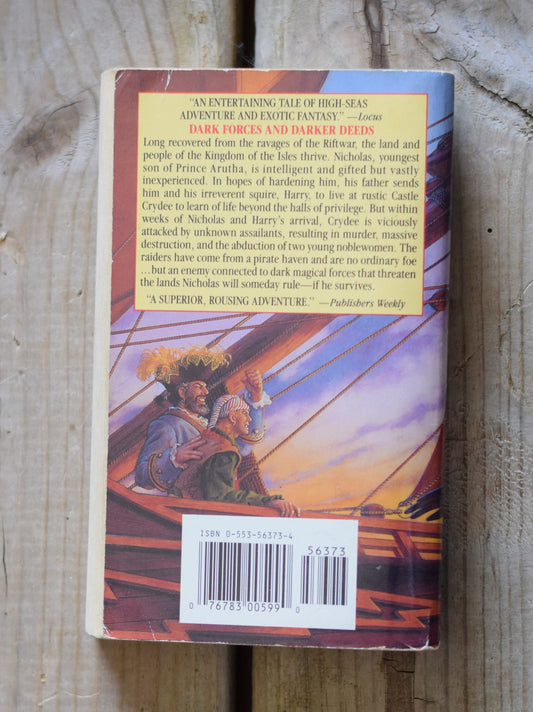 "AN ENTERTAINING TALE OF HIGH-SEAS
ADVENTURE AND EXOTIC FANTASY." —Locus
DARK FORCES AND DARKER DEEDS
Long recovered from the ravages of the Riftwar, the land and
people of the Kingdom of the Isles thrive. Nicholas, youngest
son of Prince Arutha, is intelligent and gifted but vastly
inexperienced. In hopes of hardening him, his father sends
him and his irreverent squire, Harry, to live at rustic Castle
Crydee to learn of life beyond the halls of privilege. But within
weeks of Nicholas and Harry's arrival, Crydee is viciously
attacked by unknown assailants, resulting in murder, massive
destruction, and the abduction of two young noblewomen. The
raiders have come from a pirate haven and are no ordinary foe
...but an enemy connected to dark magical forces that threaten
the lands Nicholas will someday rule—if he survives.
"A SUPERIOR, ROUSING ADVENTURE." —Publishers Weekly
ISBN 0-553-56373-4
56373
0 76783 00599 0